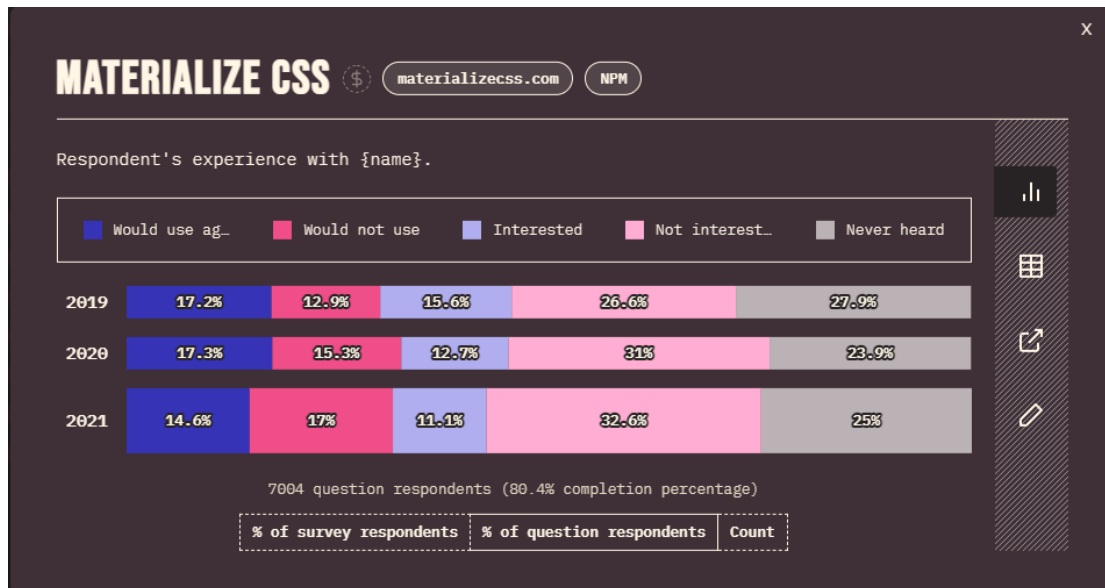 x
MATERIALIZE CSS $ materializecss.com NPM
Respondent's experience with {name}.
Would use ag… Would not use Interested Not interest… Never heard
2019 17.2% 12.9% 15.6% 26.6% 27.9%
2020 17.3% 15.3% 12.7% 31% 23.9%
2021 14.6% 17% 11.1% 32.6% 25%
7004 question respondents (80.4% completion percentage)
% of survey respondents % of question respondents Count